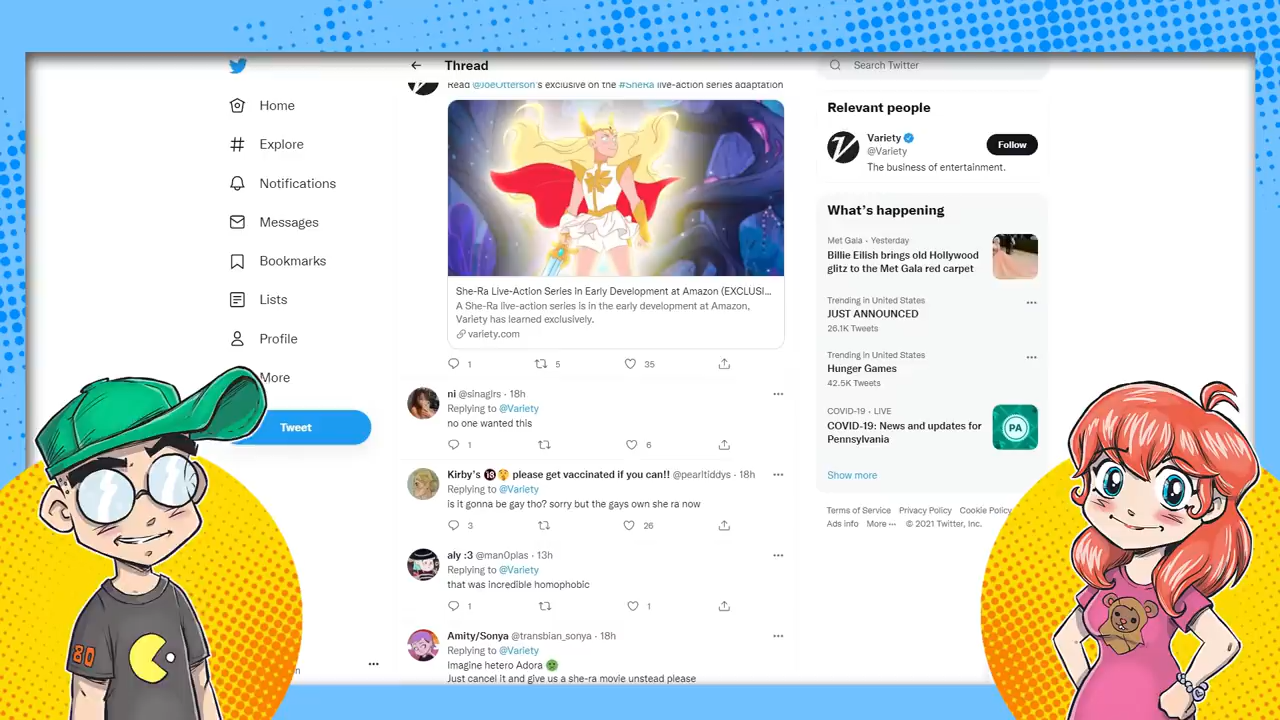 Thread
Search Twitter
Read @JoeOtterson's exclusive on the #SheRa live-action series adaptation
Home
Explore
Notifications
Messages
Bookmarks
Lists
Profile
More
Tweet
She-Ra Live-Action Series In Early Development at Amazon (EXCLUSI...
A She-Ra live-action series is in the early development at Amazon,
Variety has learned exclusively.
variety.com
1 5 35
ni @sinagirs · 18h
Replying to @Variety
no one wanted this
1 6
Kirby's 🔞 please get vaccinated if you can!! @pearltiddys · 18h
Replying to @Variety
is it gonna be gay tho? sorry but the gays own she ra now
3 26
aly :3 @man0plas · 13h
Replying to @Variety
that was incredible homophobic
1 1
Amity/Sonya @transbian_sonya · 18h
Replying to @Variety
Imagine hetero Adora 🤢
Just cancel it and give us a she-ra movie unstead please
Relevant people
Variety
@Variety
Follow
The business of entertainment.
What's happening
Met Gala · Yesterday
Billie Eilish brings old Hollywood
glitz to the Met Gala red carpet
Trending in United States
JUST ANNOUNCED
26.1K Tweets
Trending in United States
Hunger Games
42.5K Tweets
COVID-19 · LIVE
COVID-19: News and updates for
Pennsylvania
PA
Show more
Terms of Service Privacy Policy Cookie Policy
Ads info More ··· © 2021 Twitter, Inc.
80